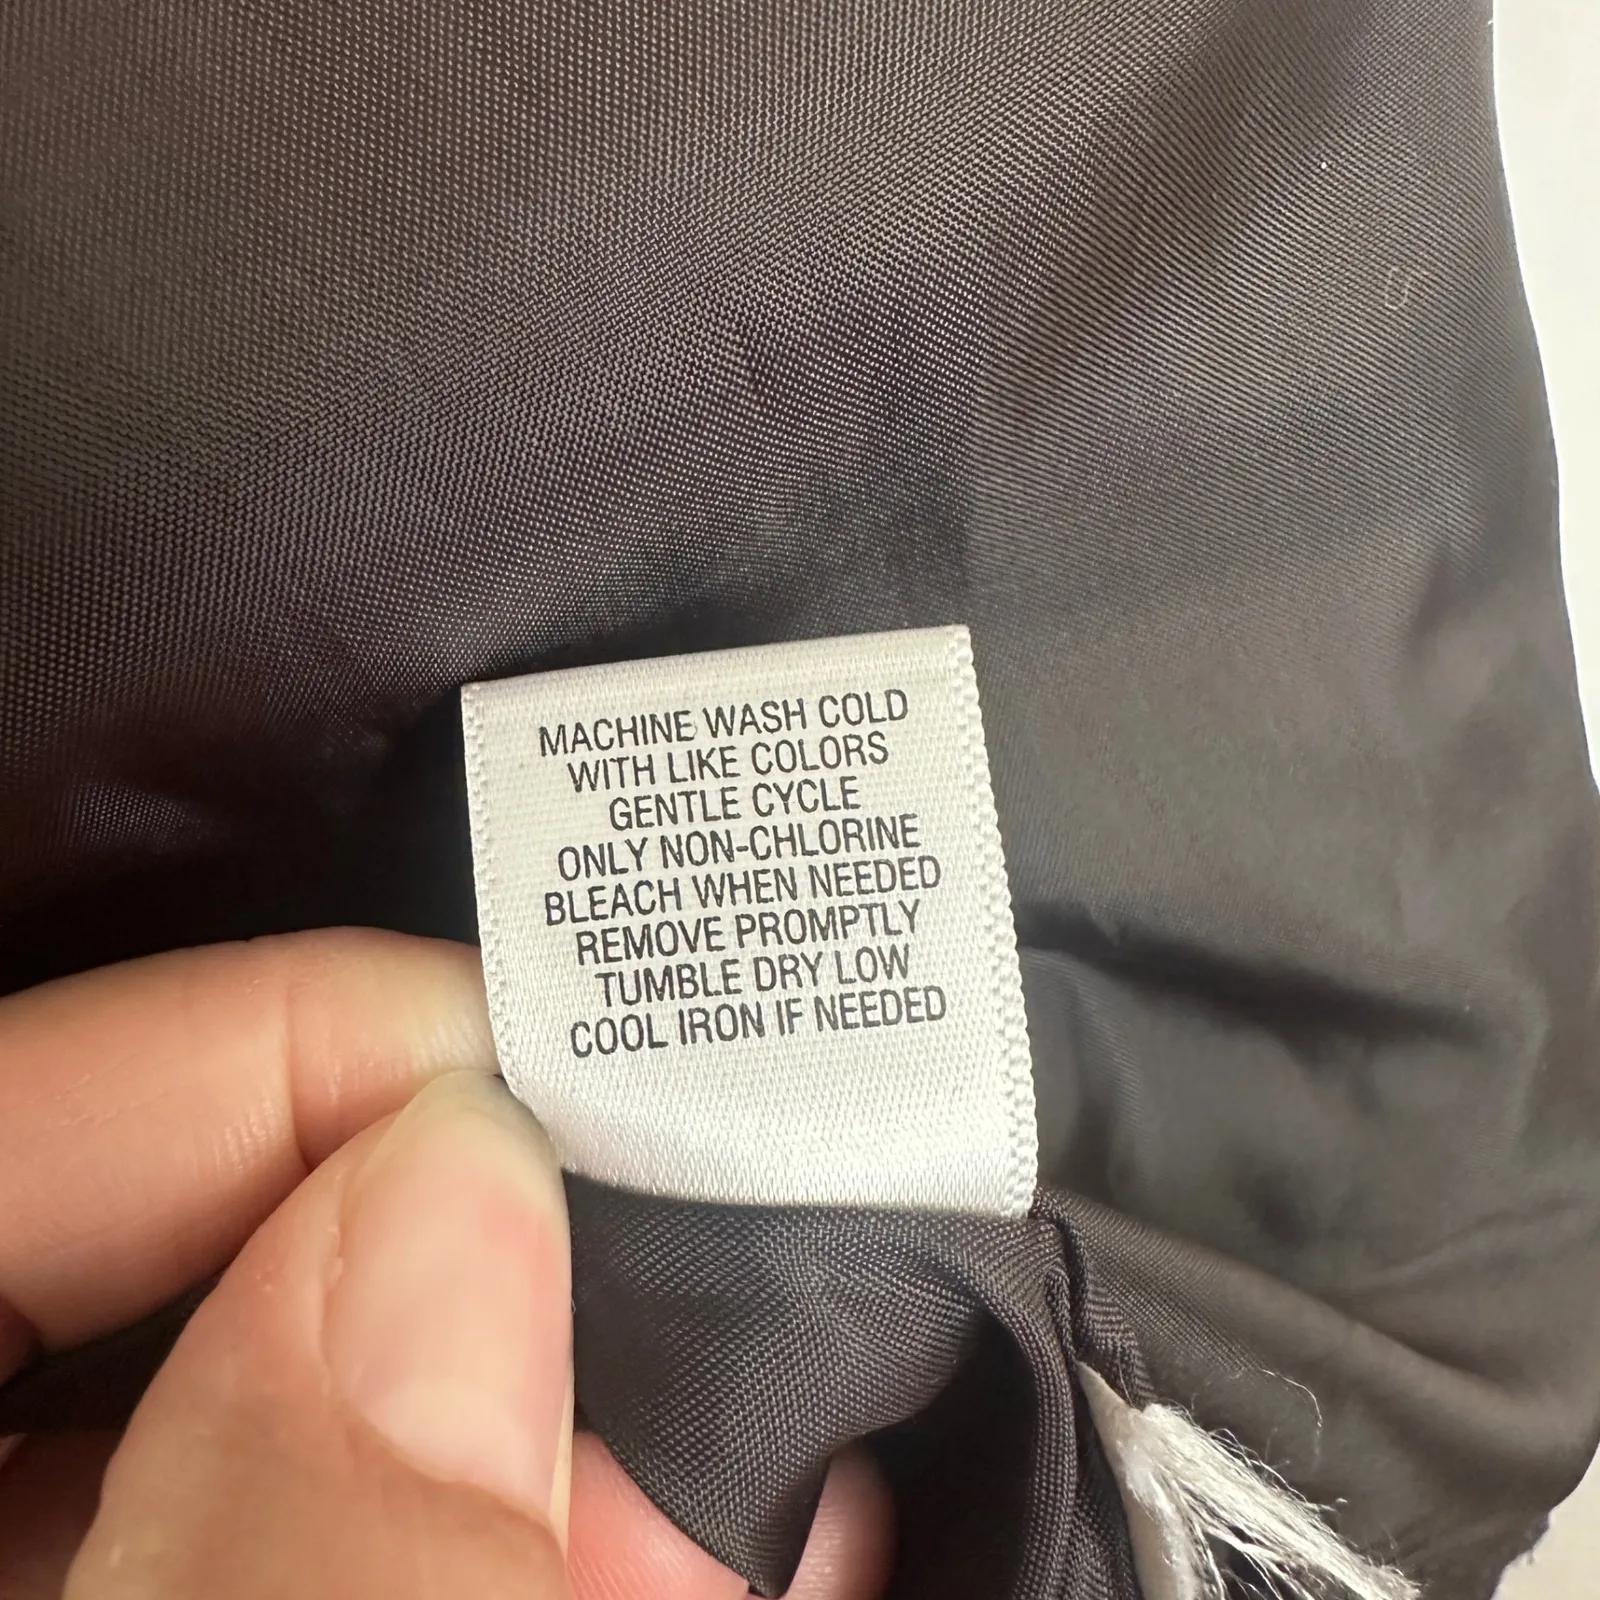 MACHINE WASH COLD
WITH LIKE COLORS
GENTLE CYCLE
ONLY NON-CHLORINE
BLEACH WHEN NEEDED
REMOVE PROMPTLY
TUMBLE DRY LOW
COOL IRON IF NEEDED